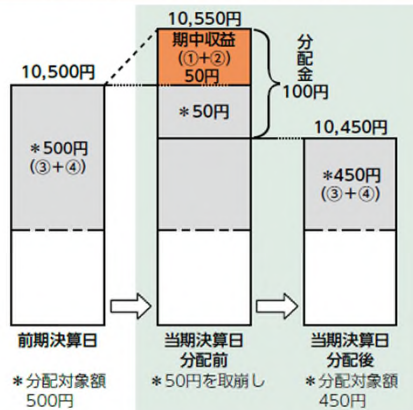 10,550円
期中収益
(①+②)
50円
分配金
100円
10,500円
*50円
10,450円
*500円
(③+④)
*450円
(③+④)
前期決算日
当期決算日
分配前
当期決算日
分配後
*分配対象額
500円
*50円を取崩し
*分配対象額
450円